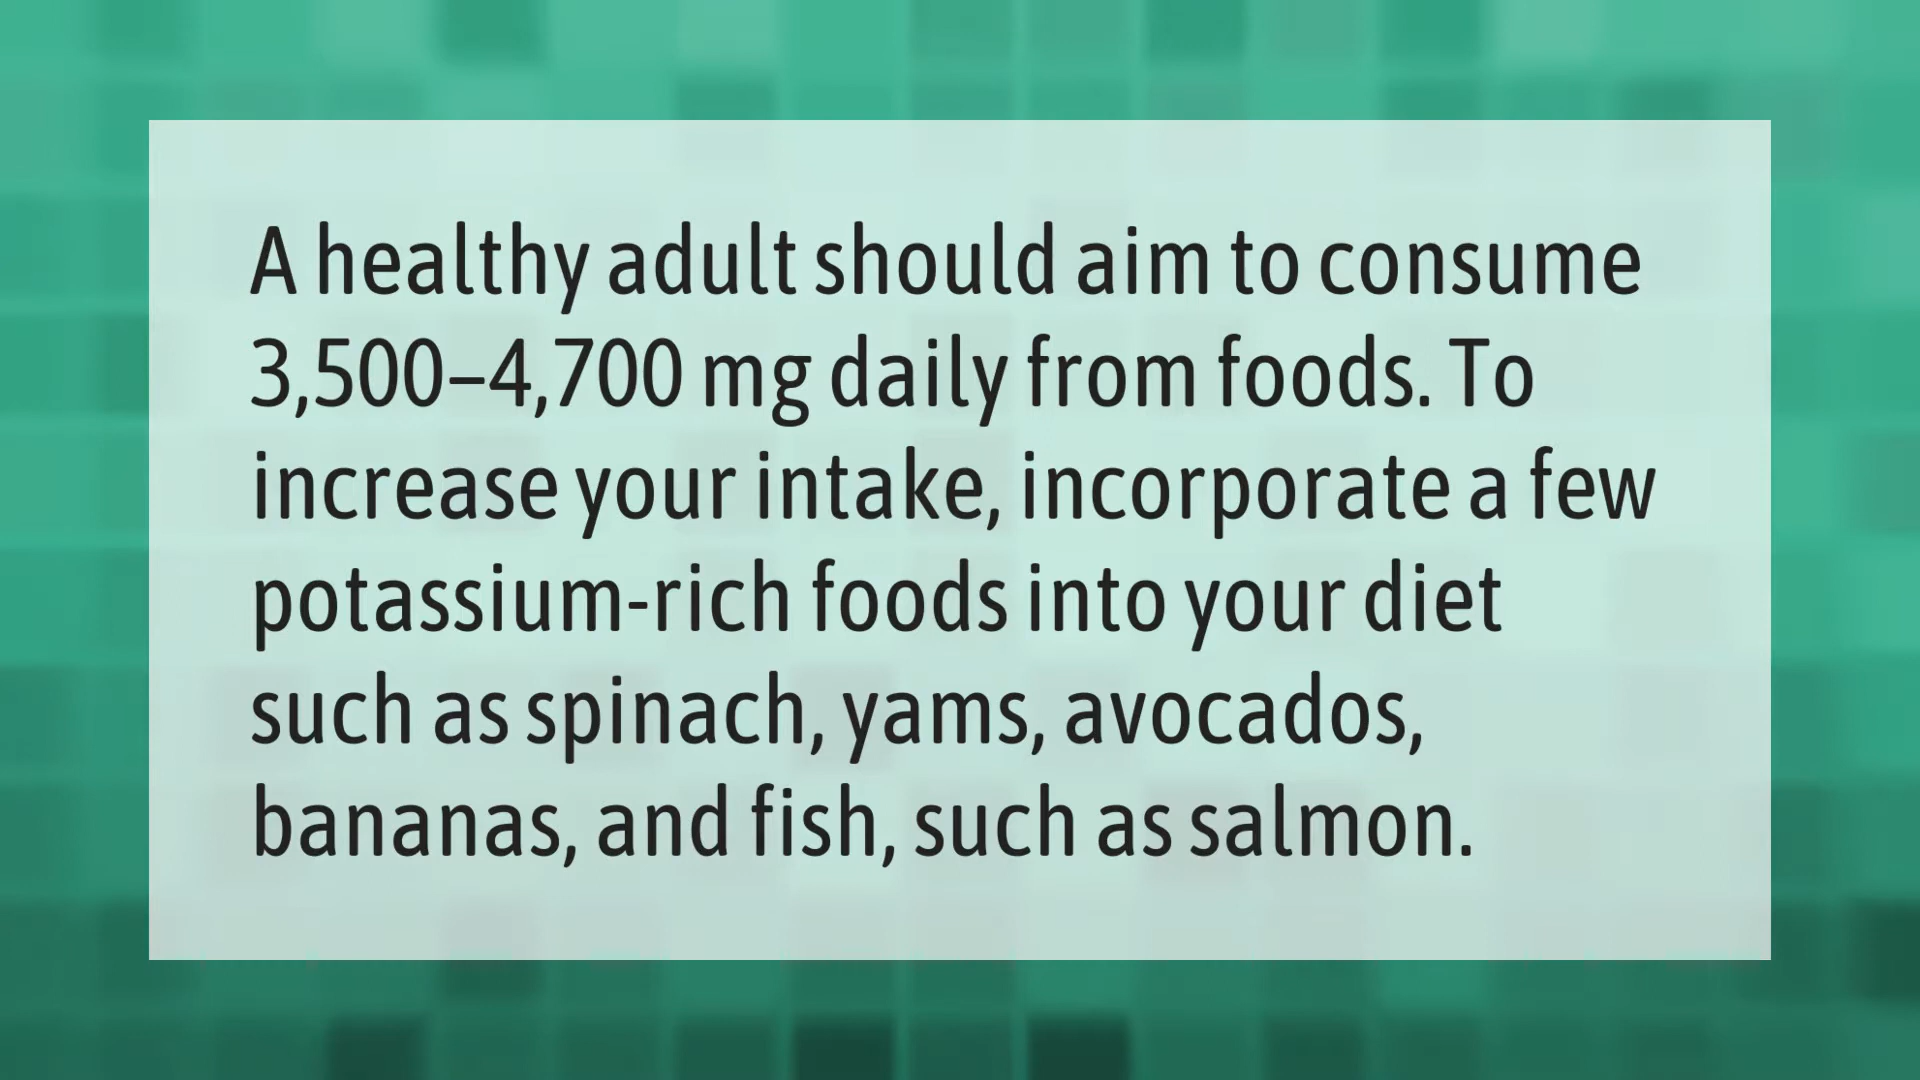 A healthy adult should aim to consume
3,500–4,700 mg daily from foods. To
increase your intake, incorporate a few
potassium-rich foods into your diet
such as spinach, yams, avocados,
bananas, and fish, such as salmon.